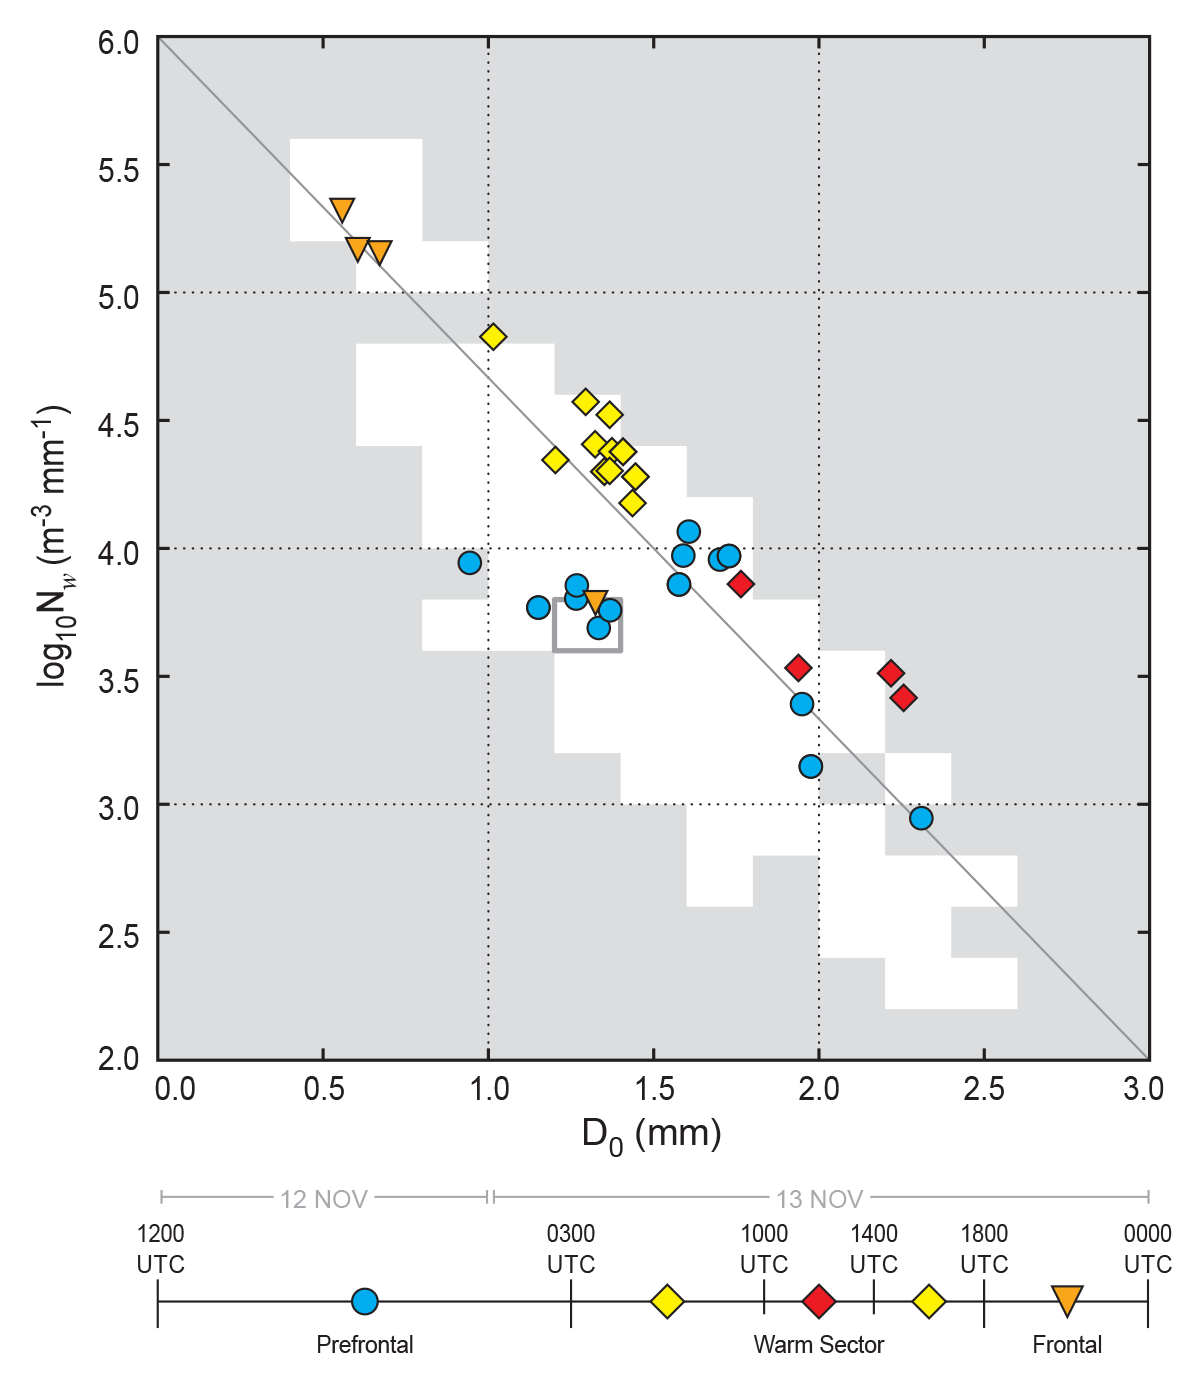 6.0
5.5
5.0
4.5
4.0
3.5
3.0
2.5
2.0
log10Nw (m-3 mm-1)
0.0 0.5 1.0 1.5 2.0 2.5 3.0
D0 (mm)
12 NOV 13 NOV
1200 0300 1000 1400 1800 0000
UTC UTC UTC UTC UTC UTC
Prefrontal Warm Sector Frontal